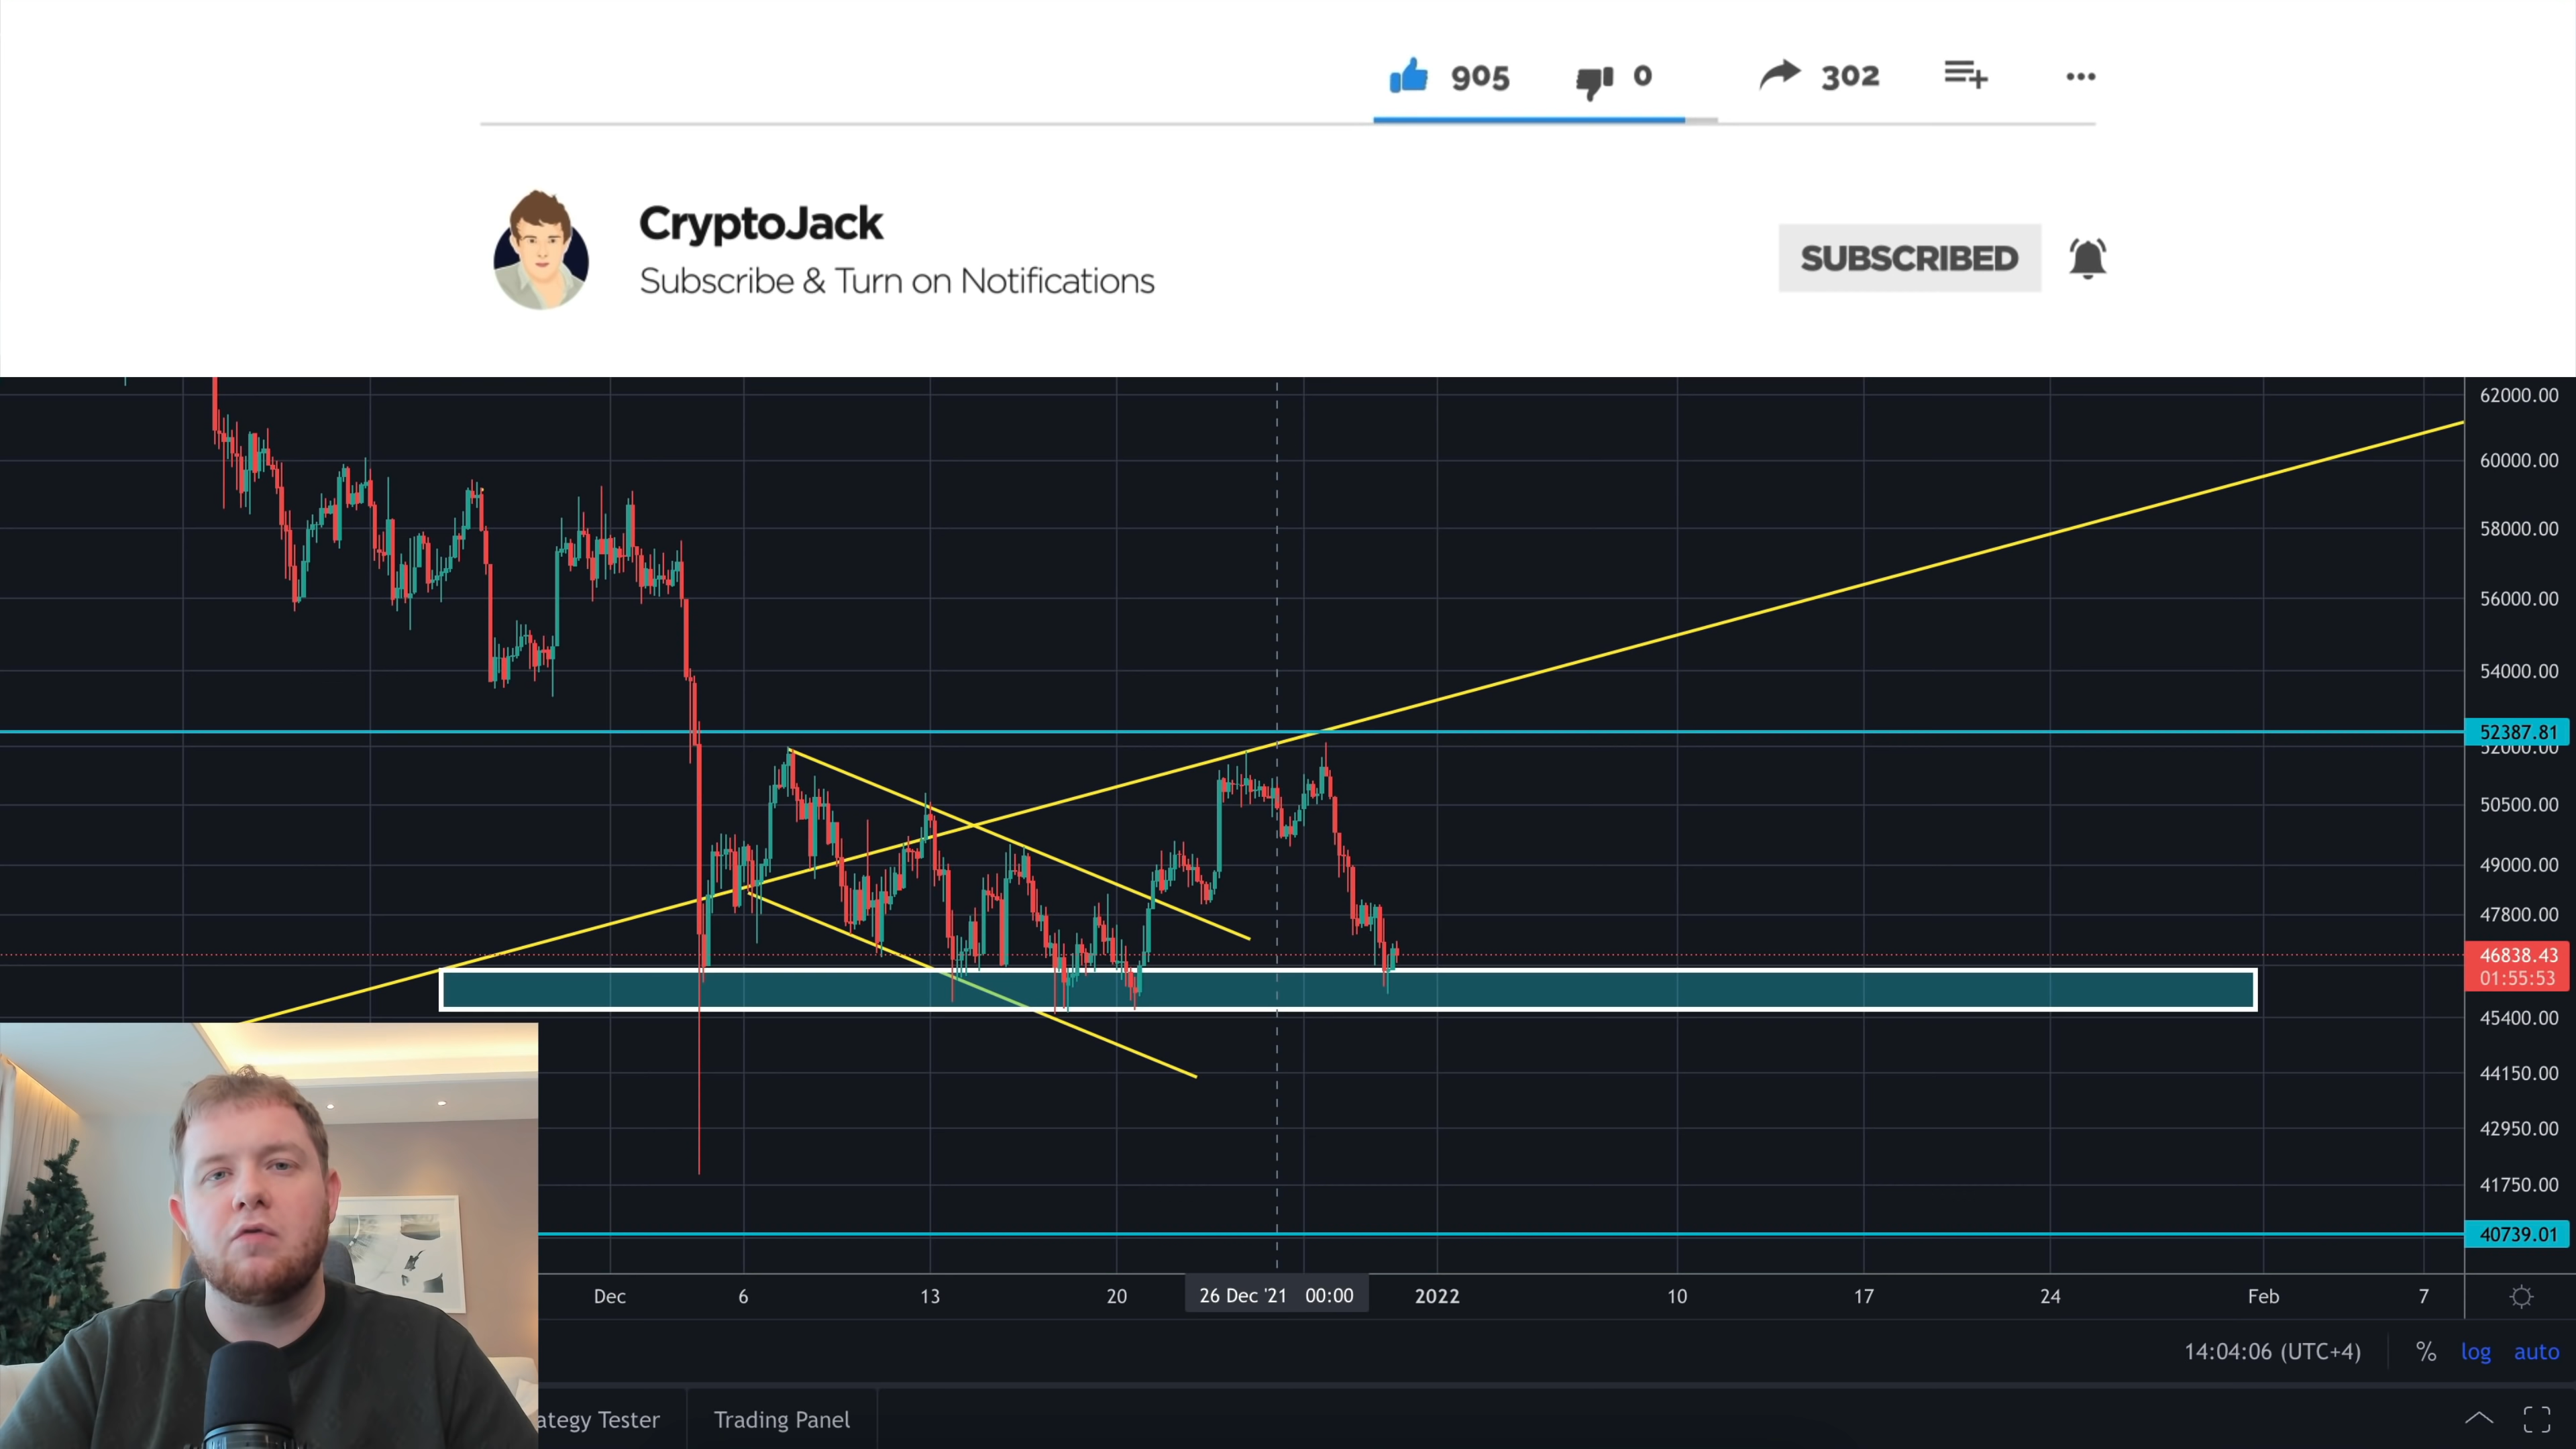 905 0 302
CryptoJack
Subscribe & Turn on Notifications
SUBSCRIBED
62000.00
60000.00
58000.00
56000.00
54000.00
52387.81
52000.00
50500.00
49000.00
47800.00
46838.43
01:55:53
45400.00
44150.00
42950.00
41750.00
40739.01
Dec 6 13 20 26 Dec '21 00:00 2022 10 17 24 Feb 7
14:04:06 (UTC+4) % log auto
ategy Tester Trading Panel